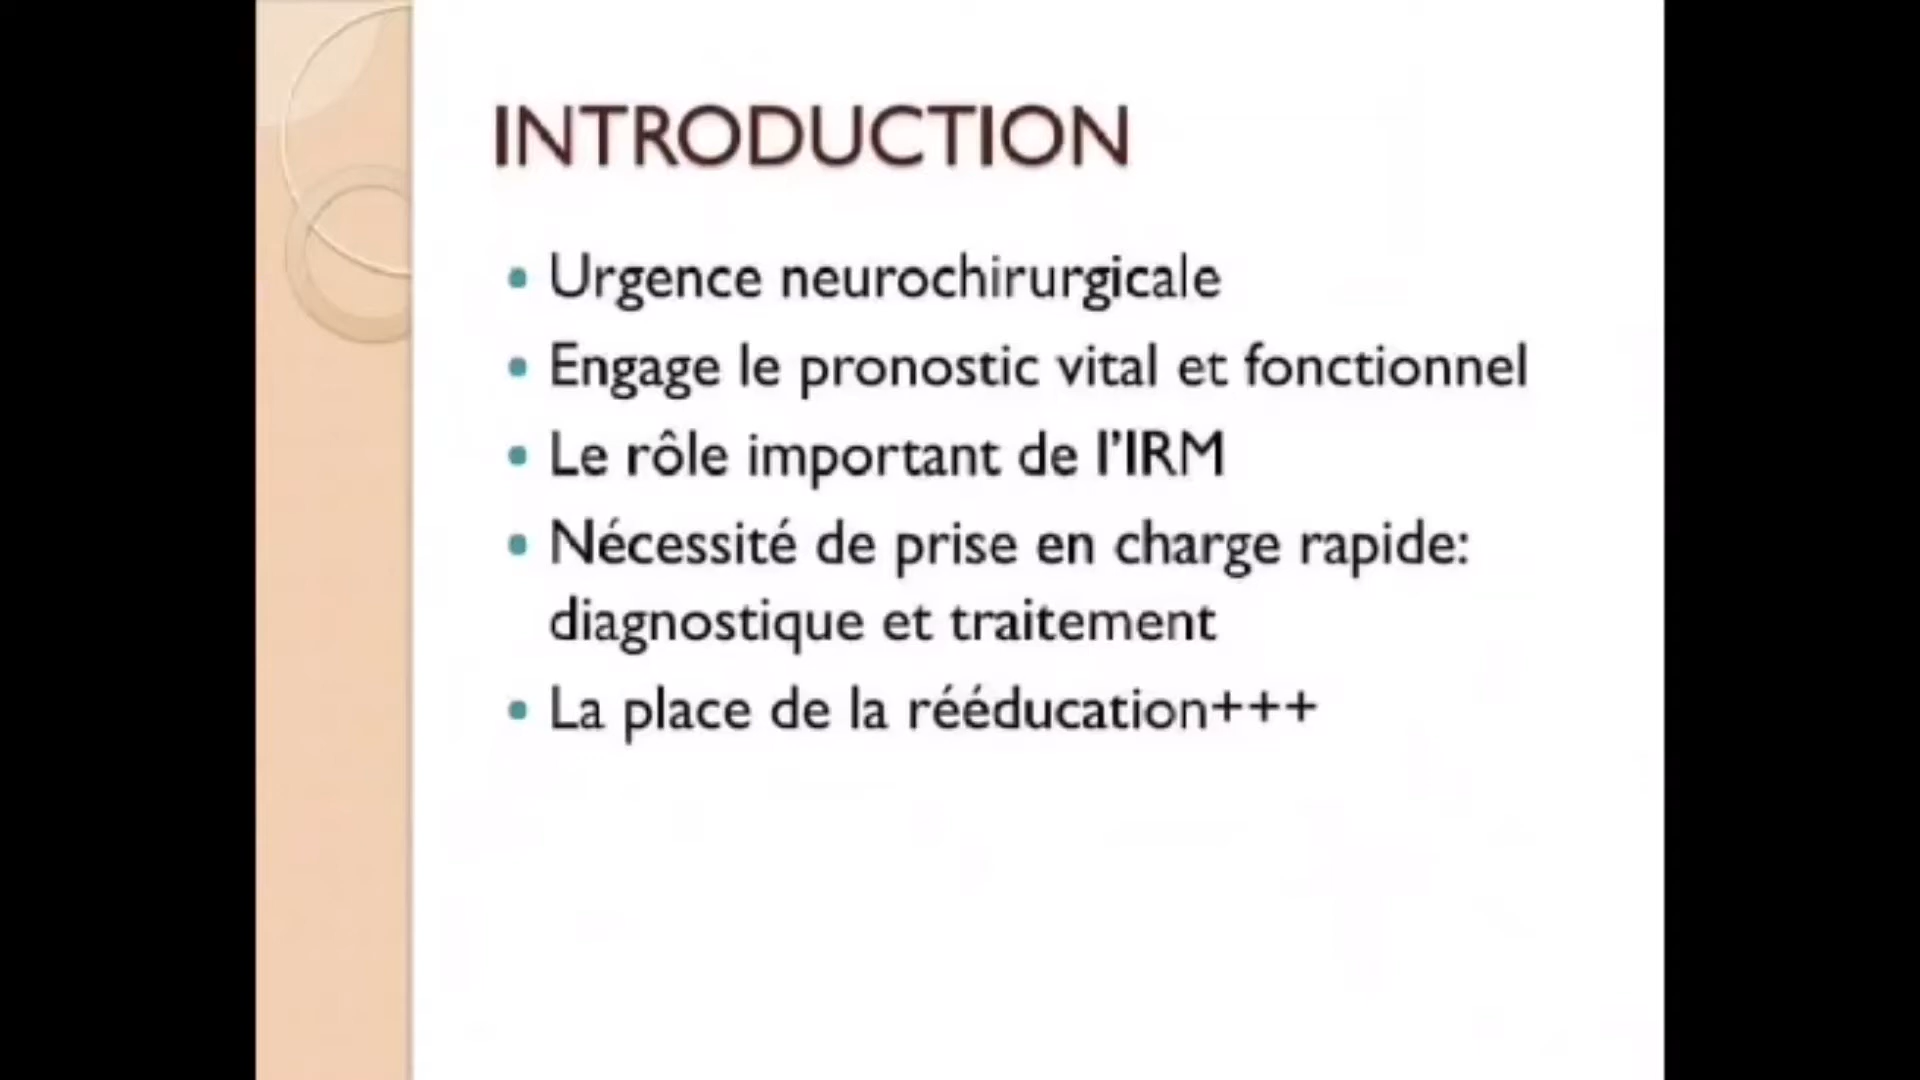 INTRODUCTION
• Urgence neurochirurgicale
• Engage le pronostic vital et fonctionnel
• Le rôle important de l'IRM
• Nécessité de prise en charge rapide:
diagnostique et traitement
• La place de la rééducation+++